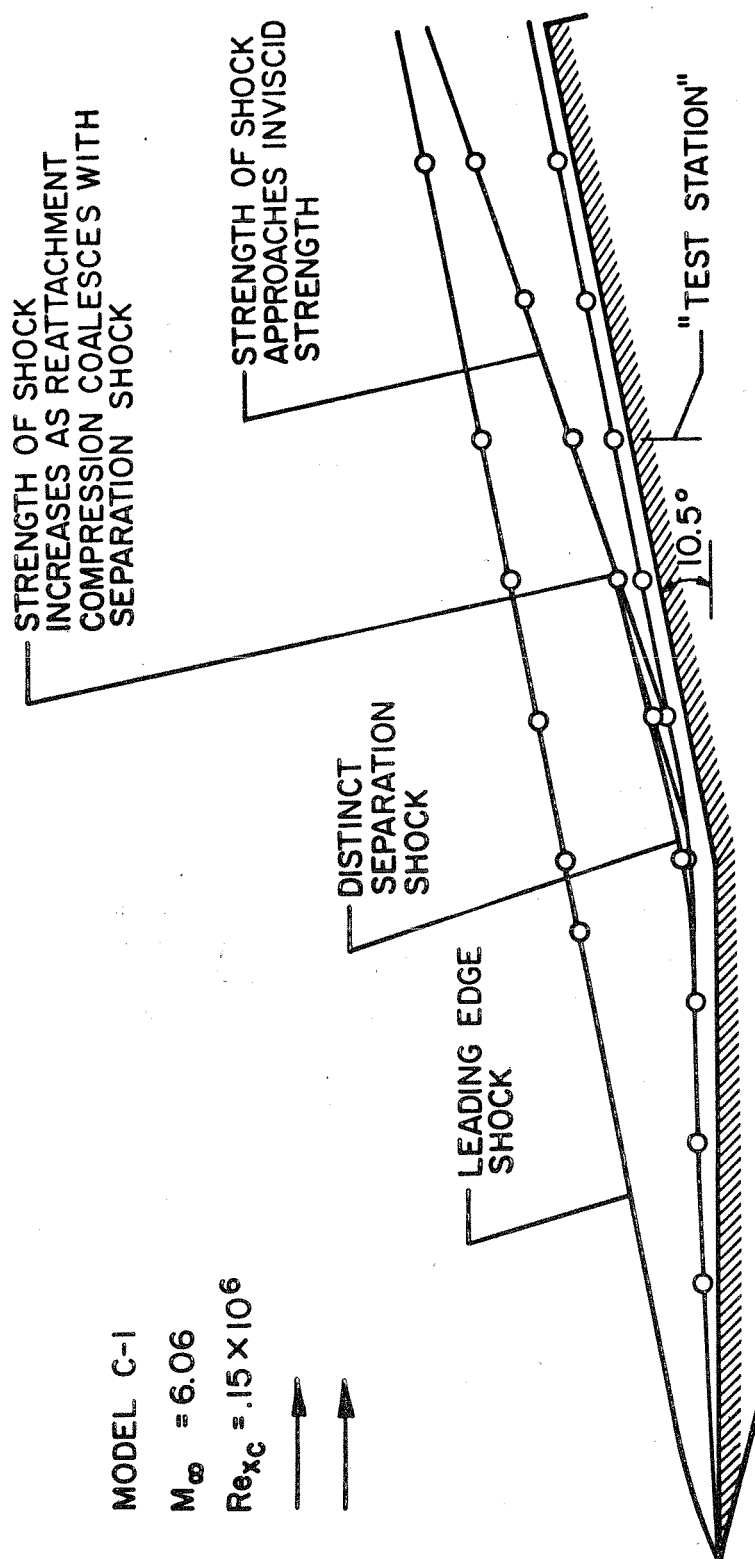 MODEL C-1
M∞ = 6.06
Rexc = .15 × 10⁶
STRENGTH OF SHOCK
INCREASES AS REATTACHMENT
COMPRESSION COALESCES WITH
SEPARATION SHOCK
STRENGTH OF SHOCK
APPROACHES INVISCID
STRENGTH
DISTINCT
SEPARATION
SHOCK
LEADING EDGE
SHOCK
10.5°
"TEST STATION"